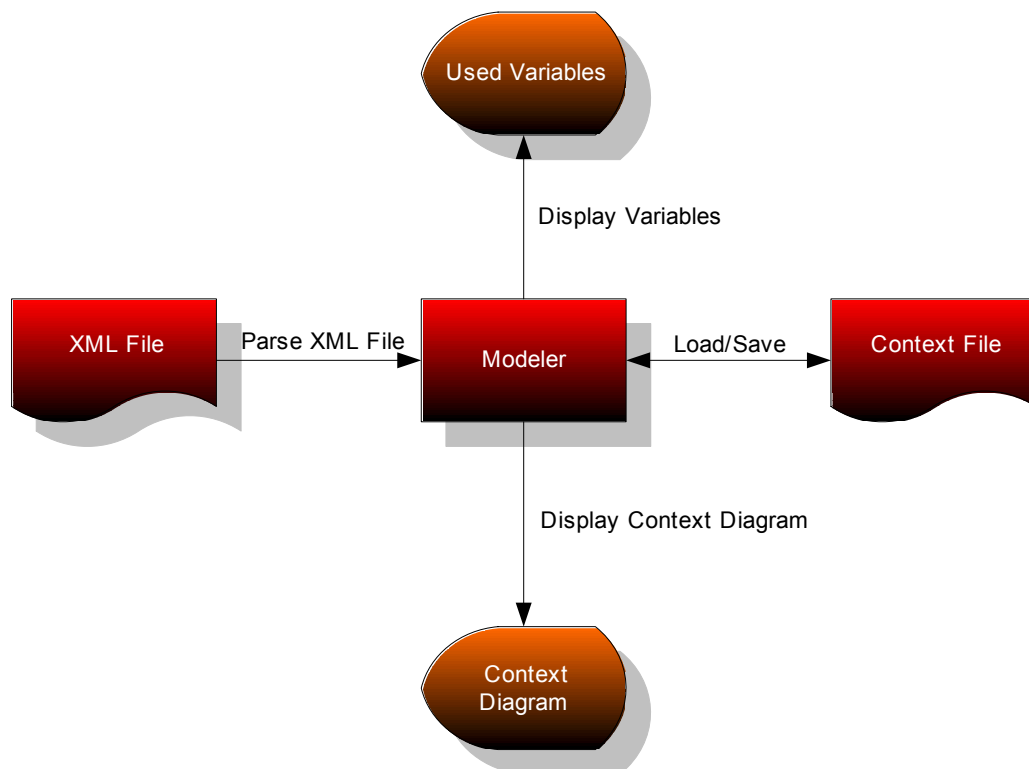 Used Variables
Display Variables
XML File
Parse XML File
Modeler
Load/Save
Context File
Display Context Diagram
Context
Diagram